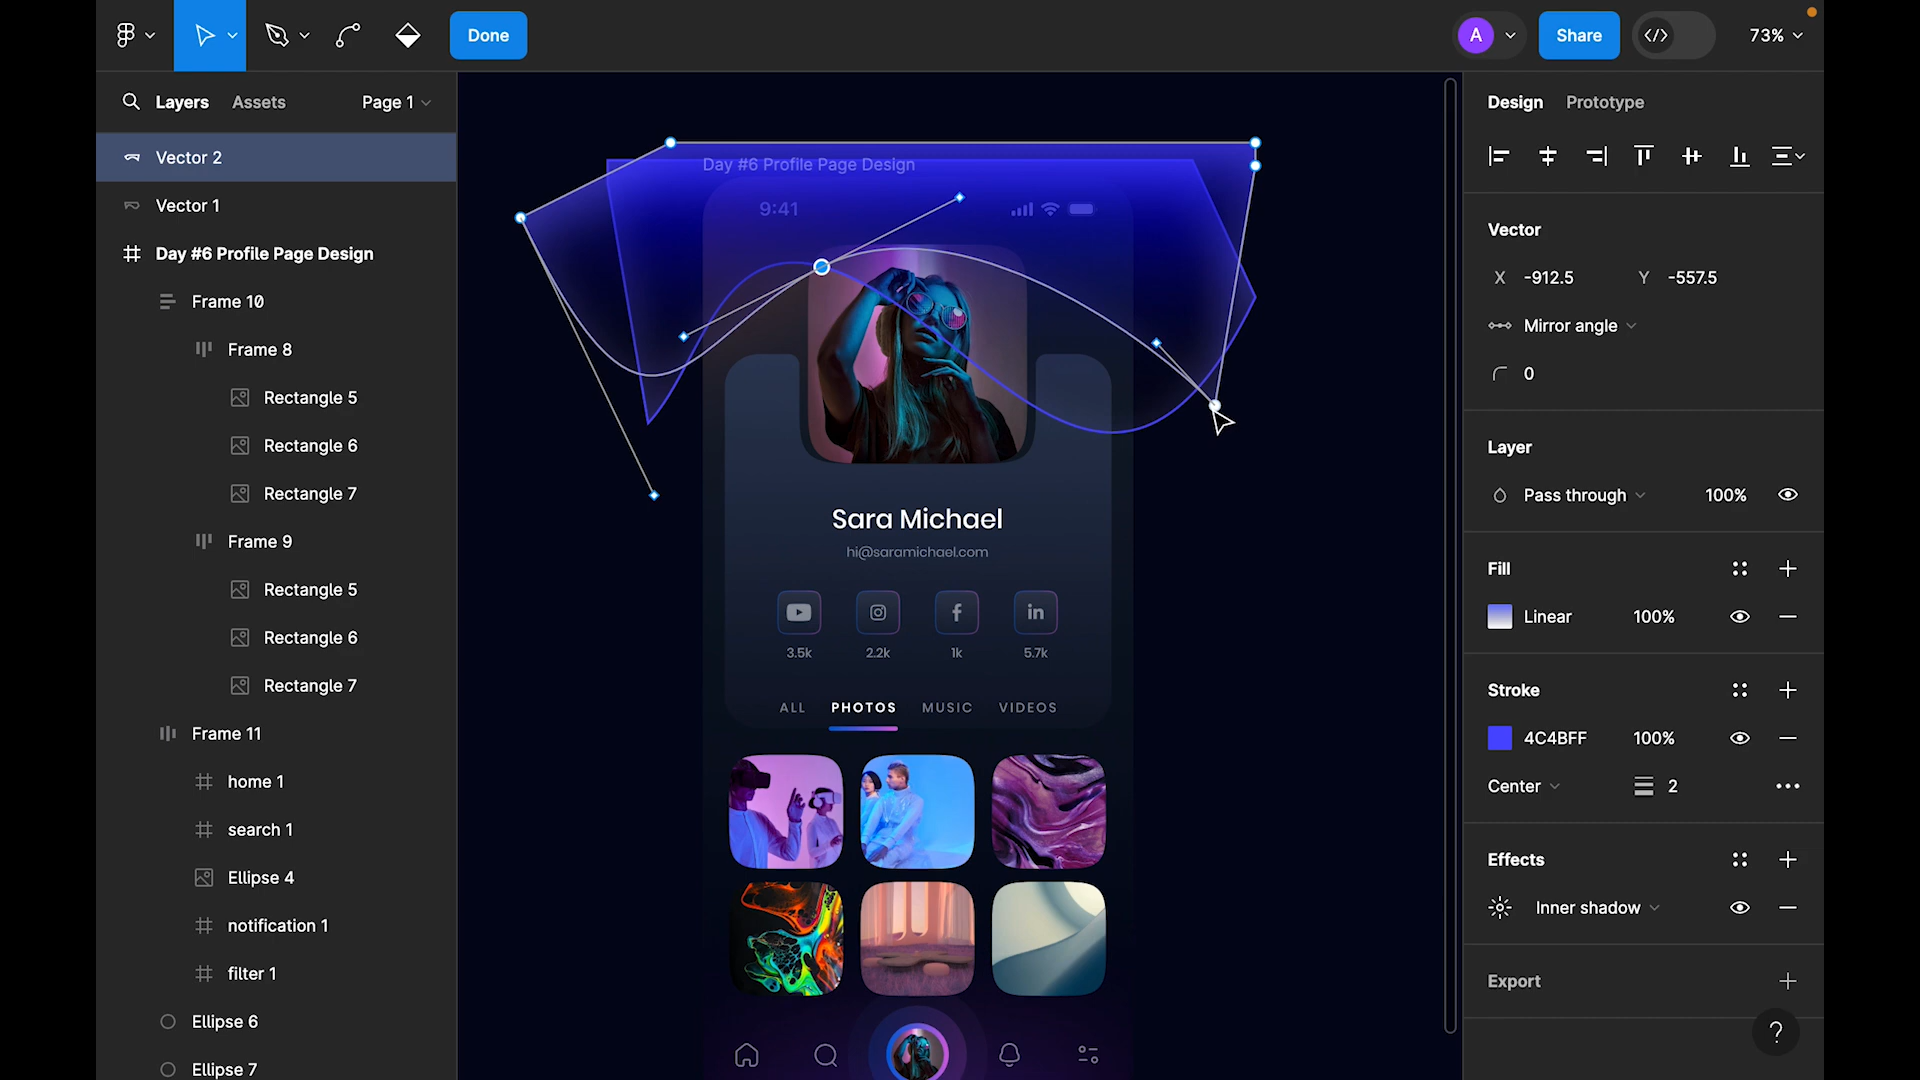 Done
A
Share
73%
Layers
Assets
Page 1
Design
Prototype
Vector 2
Vector 1
Day #6 Profile Page Design
Frame 10
Frame 8
Rectangle 5
Rectangle 6
Rectangle 7
Frame 9
Rectangle 5
Rectangle 6
Rectangle 7
Frame 11
home 1
search 1
Ellipse 4
notification 1
filter 1
Ellipse 6
Ellipse 7
Day #6 Profile Page Design
9:41
Sara Michael
hi@saramichael.com
3.5k
2.2k
1k
5.7k
ALL
PHOTOS
MUSIC
VIDEOS
Vector
X -912.5
Y -557.5
Mirror angle
0
Layer
Pass through
100%
Fill
Linear
100%
Stroke
4C4BFF
100%
Center
2
Effects
Inner shadow
Export
?